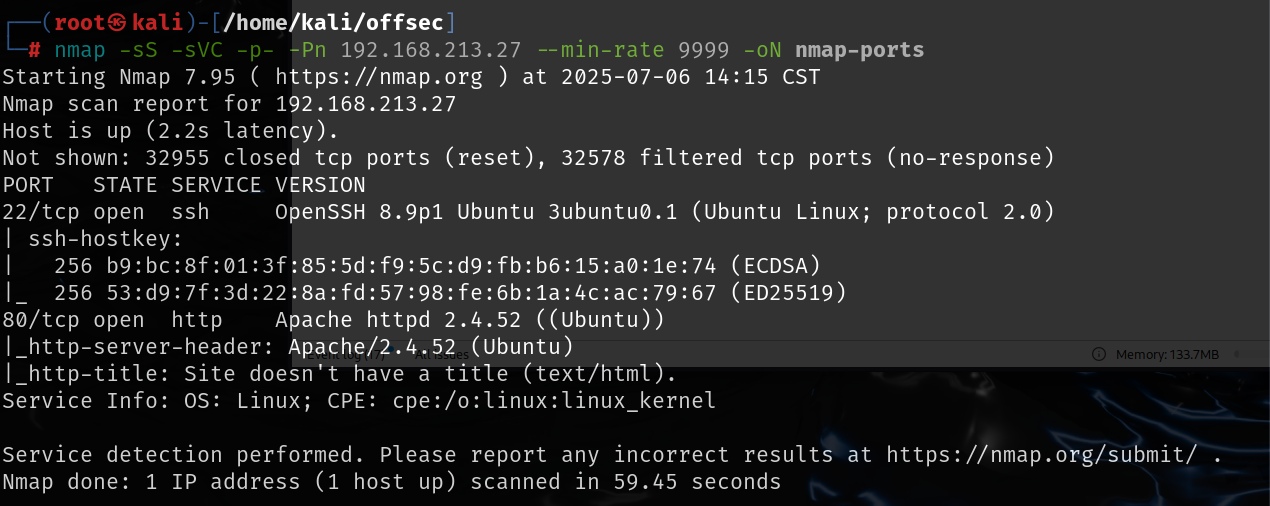 ┌──(root㉿kali)-[/home/kali/offsec]
└─# nmap -sS -sVC -p- -Pn 192.168.213.27 --min-rate 9999 -oN nmap-ports
Starting Nmap 7.95 ( https://nmap.org ) at 2025-07-06 14:15 CST
Nmap scan report for 192.168.213.27
Host is up (2.2s latency).
Not shown: 32955 closed tcp ports (reset), 32578 filtered tcp ports (no-response)
PORT   STATE SERVICE VERSION
22/tcp open  ssh     OpenSSH 8.9p1 Ubuntu 3ubuntu0.1 (Ubuntu Linux; protocol 2.0)
| ssh-hostkey:
|   256 b9:bc:8f:01:3f:85:5d:f9:5c:d9:fb:b6:15:a0:1e:74 (ECDSA)
|_  256 53:d9:7f:3d:22:8a:fd:57:98:fe:6b:1a:4c:ac:79:67 (ED25519)
80/tcp open  http    Apache httpd 2.4.52 ((Ubuntu))
|_http-server-header: Apache/2.4.52 (Ubuntu)
Event log (17) All issues Memory: 133.7MB
|_http-title: Site doesn't have a title (text/html).
Service Info: OS: Linux; CPE: cpe:/o:linux:linux_kernel
Service detection performed. Please report any incorrect results at https://nmap.org/submit/ .
Nmap done: 1 IP address (1 host up) scanned in 59.45 seconds